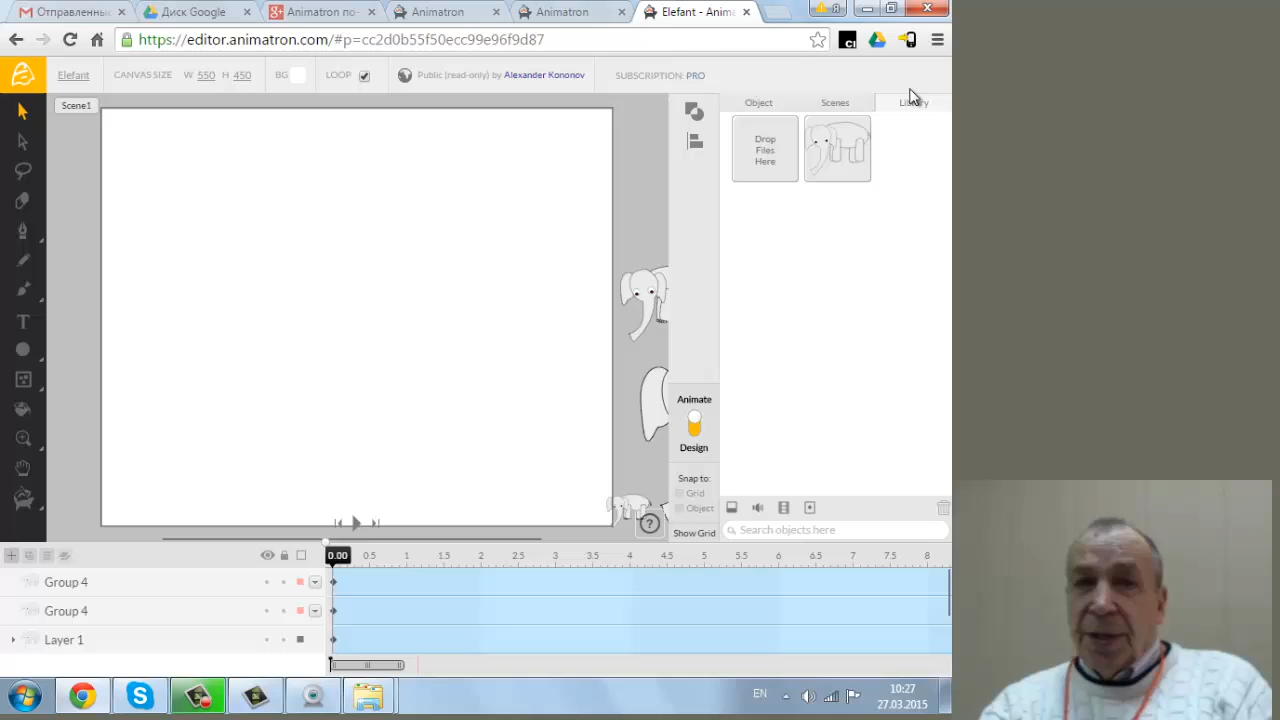 Отправленны
Диск Google
Animatron по-
Animatron
Animatron
Elefant - Anima
Я
https://editor.animatron.com/#p=cc2d0b55f50ecc99e96f9d87
C!
Elefant
CANVAS SIZE W 550 H 450
BG
LOOP
Public (read-only) by Alexander Kononov
SUBSCRIPTION: PRO
Scene1
Object
Scenes
Library
Drop
Files
Here
Animate
Design
Snap to:
Grid
Object
Show Grid
T
?
Search objects here
0.00 0.5 1 1.5 2 2.5 3 3.5 4 4.5 5 5.5 6 6.5 7 7.5 8
Group 4
Group 4
Layer 1
EN
10:27
27.03.2015